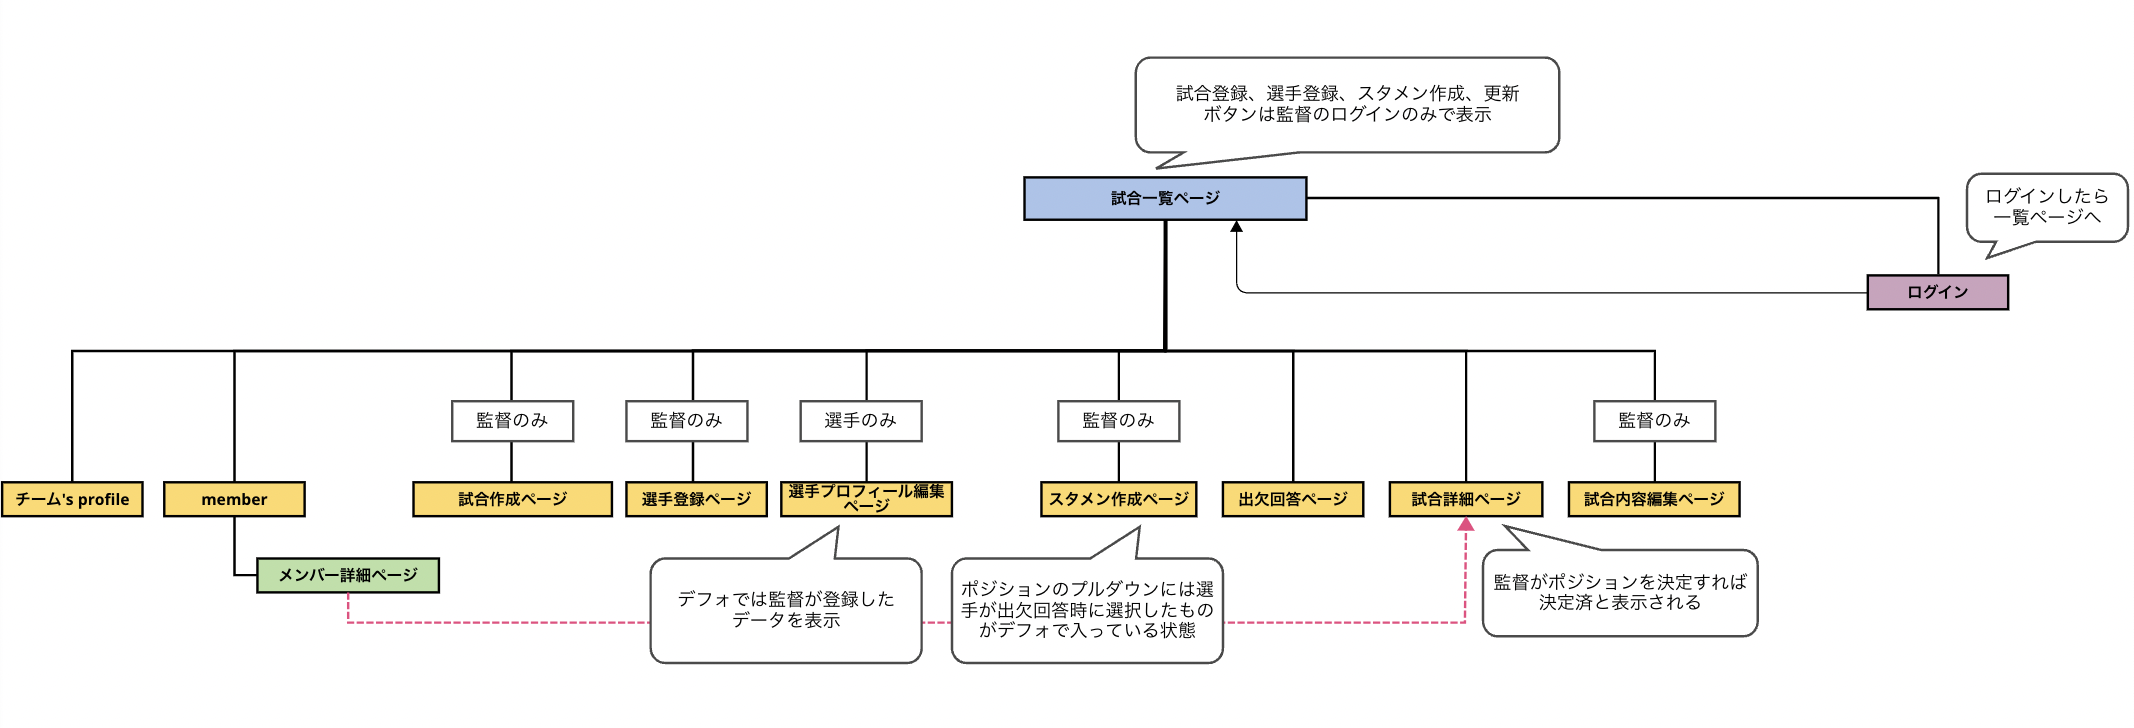 試合登録、選手登録、スタメン作成、更新
ボタンは監督のログインのみで表示
試合一覧ページ
ログインしたら
一覧ページへ
ログイン
監督のみ
監督のみ
選手のみ
監督のみ
監督のみ
チーム's profile
member
試合作成ページ
選手登録ページ
選手プロフィール編集
ページ
スタメン作成ページ
出欠回答ページ
試合詳細ページ
試合内容編集ページ
メンバー詳細ページ
デフォでは監督が登録した
データを表示
ポジションのプルダウンには選
手が出欠回答時に選択したもの
がデフォで入っている状態
監督がポジションを決定すれば
決定済と表示される